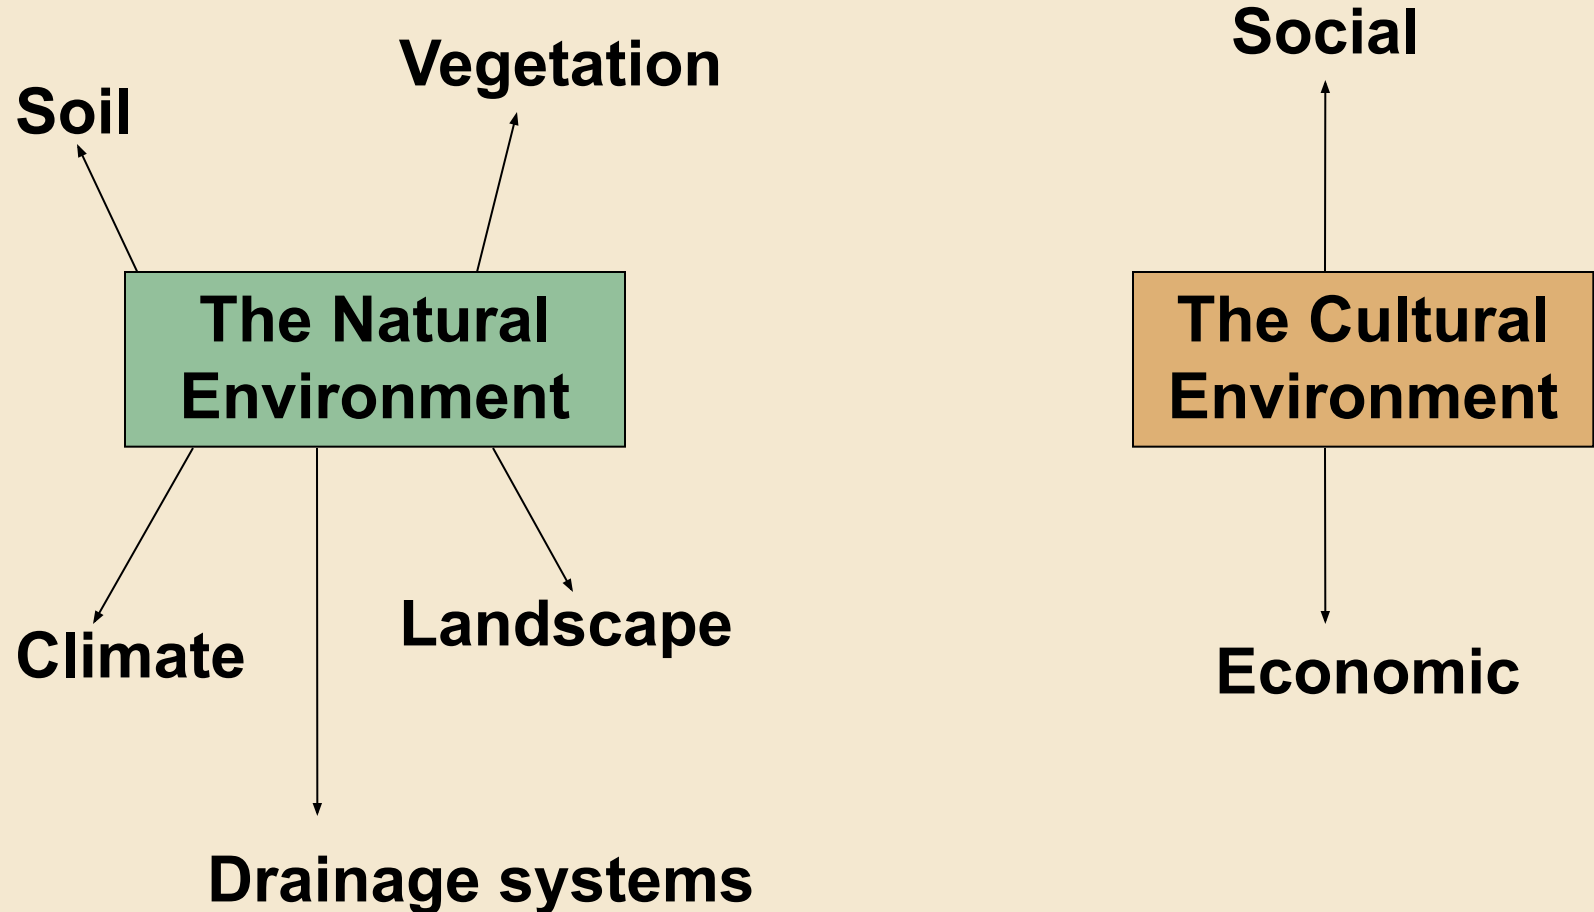 Soil
Vegetation
The Natural
Environment
Climate
Landscape
Drainage systems
Social
The Cultural
Environment
Economic